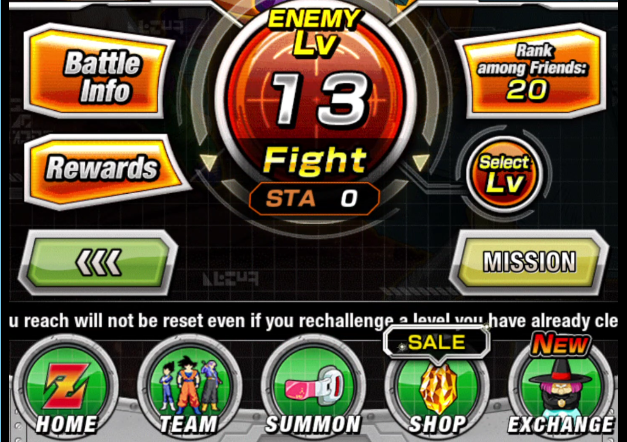 ENEMY
Lv
13
Fight
STA 0
Battle
Info
Rank
among Friends:
20
Rewards
Select
Lv
MISSION
u reach will not be reset even if you rechallenge a level you have already cle
SALE
NEW
HOME
TEAM
SUMMON
SHOP
EXCHANGE